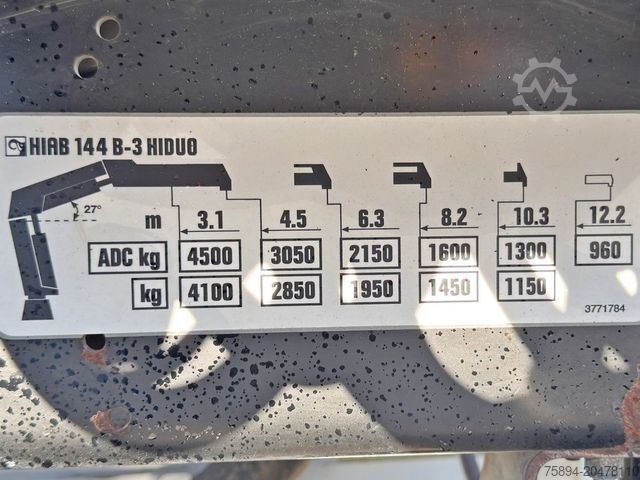 HIAB 144 B-3 HIDUO
27°
m 3.1 4.5 6.3 8.2 10.3 12.2
ADC kg 4500 3050 2150 1600 1300 960
kg 4100 2850 1950 1450 1150
3771784
75894-20478110